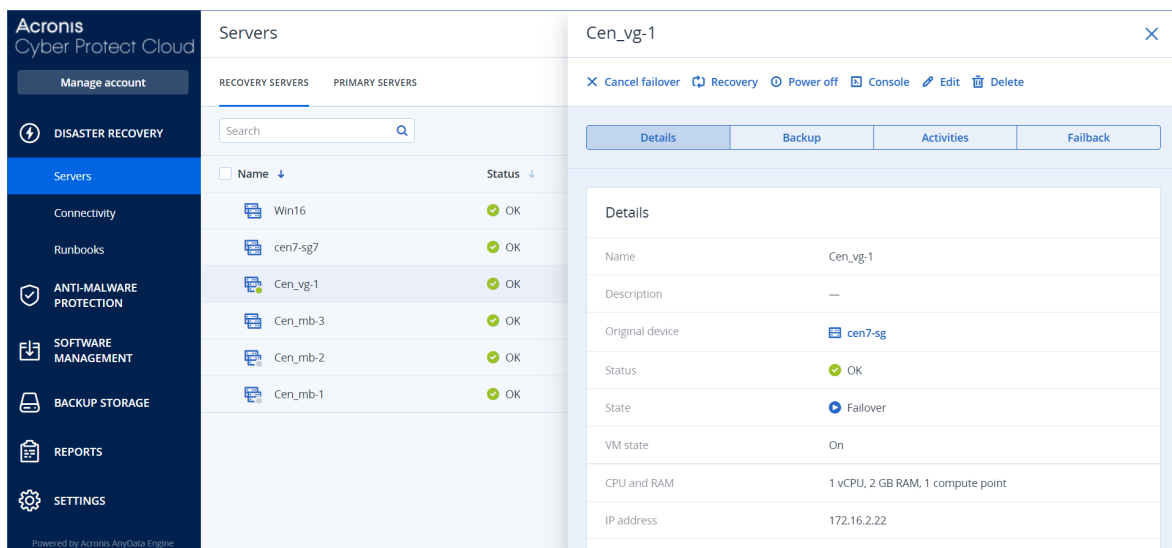 Acronis
Cyber Protect Cloud
Manage account
DISASTER RECOVERY
Servers
Connectivity
Runbooks
ANTI-MALWARE
PROTECTION
SOFTWARE
MANAGEMENT
BACKUP STORAGE
REPORTS
SETTINGS
Powered by Acronis AnyData Engine
Servers
RECOVERY SERVERS PRIMARY SERVERS
Search
Name Status
Win16 OK
cen7-sg7 OK
Cen_vg-1 OK
Cen_mb-3 OK
Cen_mb-2 OK
Cen_mb-1 OK
Cen_vg-1
Cancel failover Recovery Power off Console Edit Delete
Details Backup Activities Failback
Details
Name Cen_vg-1
Description —
Original device cen7-sg
Status OK
State Failover
VM state On
CPU and RAM 1 vCPU, 2 GB RAM, 1 compute point
IP address 172.16.2.22